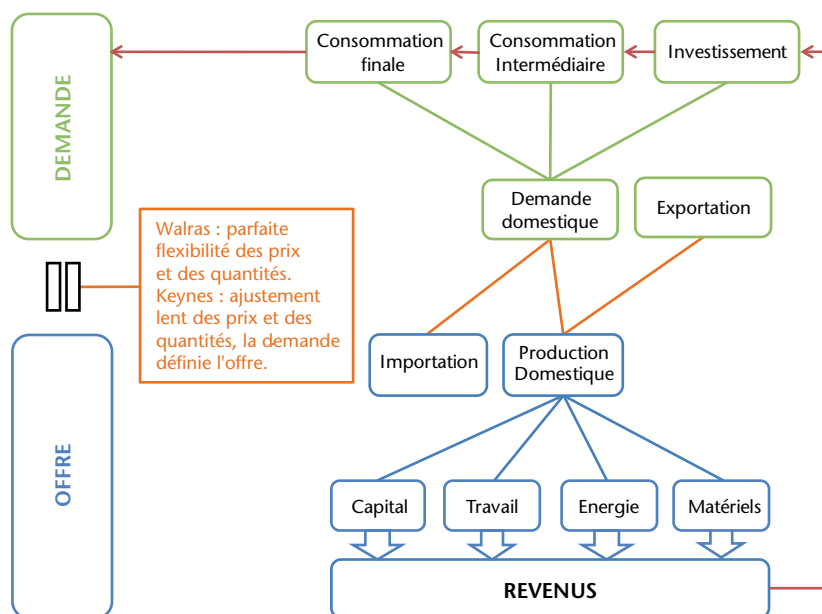 DEMANDE
Consommation
finale
Consommation
Intermédiaire
Investissement
Demande
domestique
Exportation
Walras : parfaite
flexibilité des prix
et des quantités.
Keynes : ajustement
lent des prix et des
quantités, la demande
définie l'offre.
OFFRE
Importation
Production
Domestique
Capital
Travail
Energie
Matériels
REVENUS